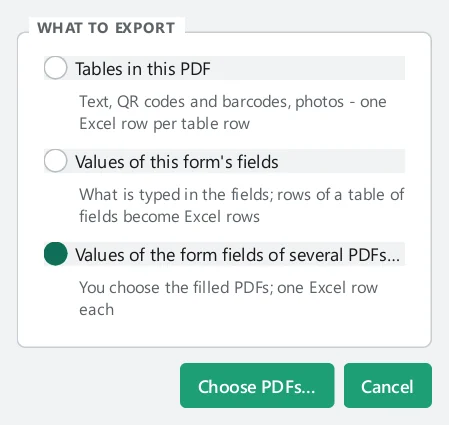 WHAT TO EXPORT
Tables in this PDF
Text, QR codes and barcodes, photos - one
Excel row per table row
Values of this form's fields
What is typed in the fields; rows of a table of
fields become Excel rows
Values of the form fields of several PDFs...
You choose the filled PDFs; one Excel row
each
Choose PDFs...
Cancel